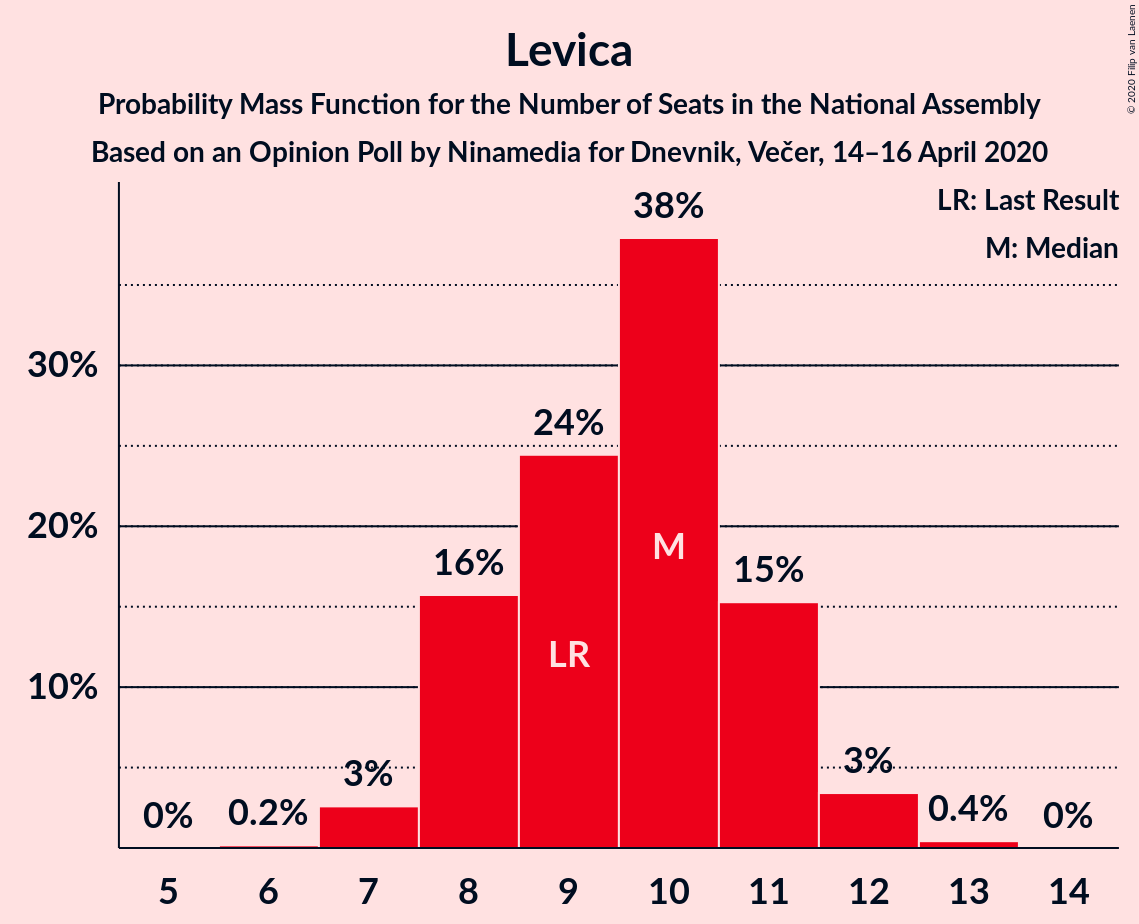 Levica
Probability Mass Function for the Number of Seats in the National Assembly
Based on an Opinion Poll by Ninamedia for Dnevnik, Večer, 14–16 April 2020
© 2020 Filip van Laenen
LR: Last Result
M: Median
30%
20%
10%
0%
0.2%
3%
16%
24%
38%
15%
3%
0.4%
0%
LR
M
5 6 7 8 9 10 11 12 13 14